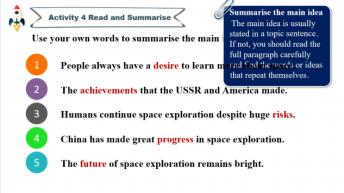 Activity 4 Read and Summarise
Summarise the main idea
The main idea is usually
stated in a topic sentence.
If not, you should read the
full paragraph carefully
and find the words or ideas
that repeat themselves.
Use your own words to summarise the main
1 People always have a desire to learn
2 The achievements that the USSR and America made.
3 Humans continue space exploration despite huge risks.
4 China has made great progress in space exploration.
5 The future of space exploration remains bright.